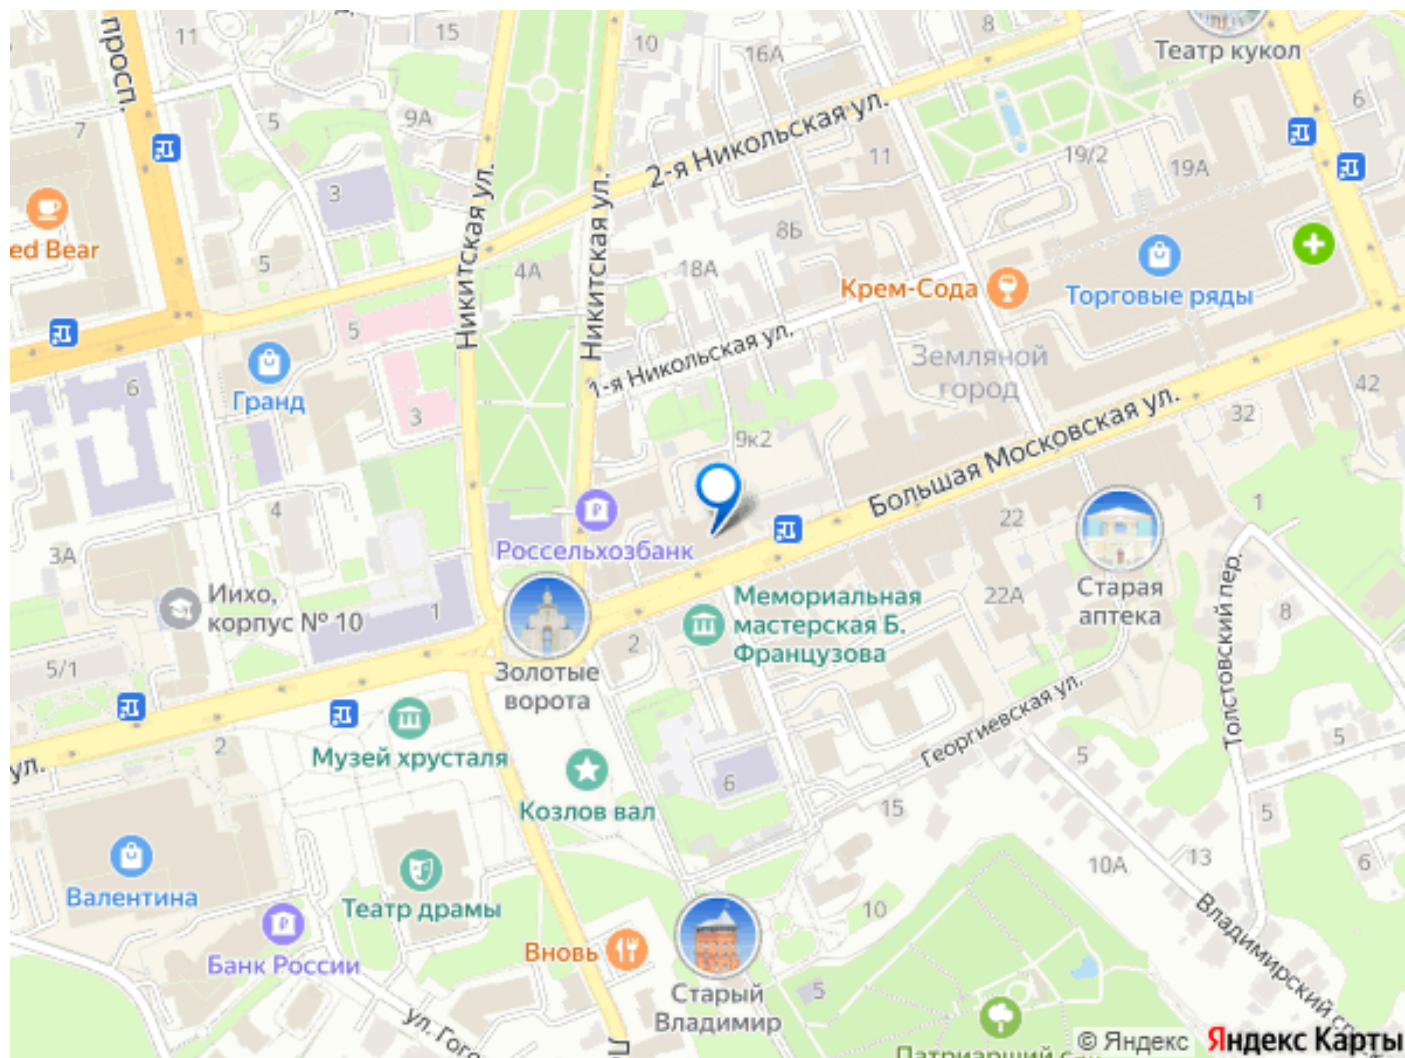 просп.
11
15
10
16А
8
Театр кукол
6
7
5
9А
3
2-я Никольская ул.
11
19/2
19А
ed Bear
5
Никитская ул.
4А
Никитская ул.
18А
8Б
Крем-Сода
Торговые ряды
5
Гранд
6
3
1-я Никольская ул.
Земляной
город
42
32
9к2
Большая Московская ул.
4
3А
Россельхозбанк
22
1
Иихо,
корпус № 10
1
5/1
Золотые
ворота
2
Мемориальная
мастерская Б.
Французова
22А
Старая
аптека
8
Толстовский пер.
Георгиевская ул.
ул.
2
Музей хрусталя
Козлов вал
6
5
5
15
5
10А
13
6
Валентина
Театр драмы
Банк России
Вновь
10
5
Старый
Владимир
Владимирский
ул.
© Яндекс
Яндекс Карты